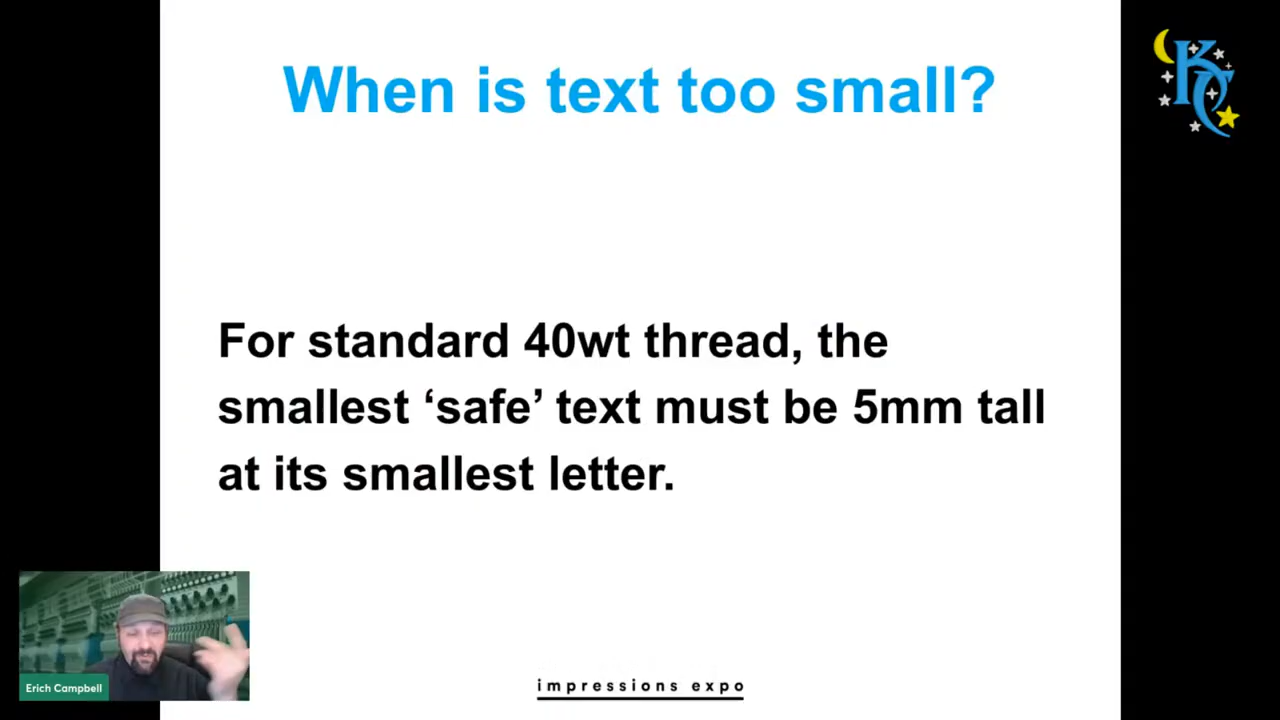 When is text too small?
KC
For standard 40wt thread, the
smallest ‘safe’ text must be 5mm tall
at its smallest letter.
Erich Campbell
impressions expo